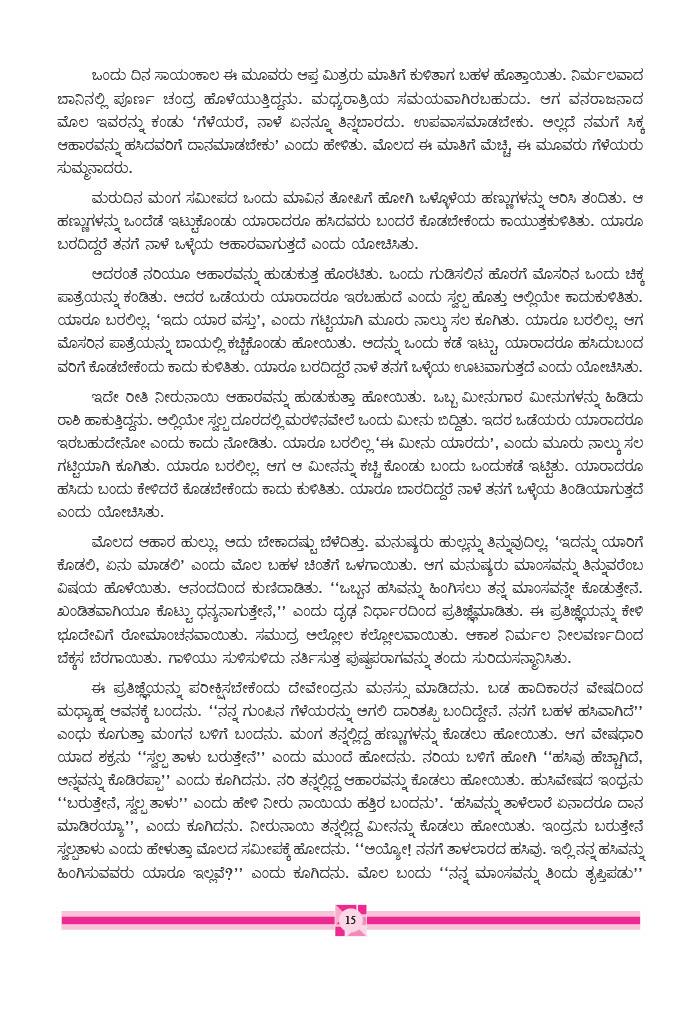 ಒಂದು ದಿನ ಸಾಯಂಕಾಲ ಈ ಮೂವರು ಆಪ್ತ ಮಿತ್ರರು ಮಾತಿಗೆ ಕುಳಿತಾಗ ಬಹಳ ಹೊತ್ತಾಯಿತು. ನಿರ್ಮಲವಾದ
ಬಾನಿನಲ್ಲಿ ಪೂರ್ಣ ಚಂದ್ರ ಹೊಳೆಯುತ್ತಿದ್ದನು. ಮಧ್ಯರಾತ್ರಿಯ ಸಮಯವಾಗಿರಬಹುದು. ಆಗ ವನರಾಜನಾದ
ಮೊಲ ಇವರನ್ನು ಕಂಡು ‘ಗೆಳೆಯರೆ, ನಾಳೆ ಏನನ್ನೂ ತಿನ್ನಬಾರದು. ಉಪವಾಸಮಾಡಬೇಕು. ಅಲ್ಲದೆ ನಮಗೆ ಸಿಕ್ಕ
ಆಹಾರವನ್ನು ಹಸಿದವರಿಗೆ ದಾನಮಾಡಬೇಕು’ ಎಂದು ಹೇಳಿತು. ಮೊಲದ ಈ ಮಾತಿಗೆ ಮೆಚ್ಚಿ, ಈ ಮೂವರು ಗೆಳೆಯರು
ಸುಮ್ಮನಾದರು.
ಮರುದಿನ ಮಂಗ ಸಮೀಪದ ಒಂದು ಮಾವಿನ ತೋಪಿಗೆ ಹೋಗಿ ಒಳ್ಳೊಳೆಯ ಹಣ್ಣುಗಳನ್ನು ಆರಿಸಿ ತಂದಿತು. ಆ
ಹಣ್ಣುಗಳನ್ನು ಒಂದೆಡೆ ಇಟ್ಟುಕೊಂಡು ಯಾರಾದರೂ ಹಸಿದವರು ಬಂದರೆ ಕೊಡಬೇಕೆಂದು ಕಾಯುತ್ತಕುಳಿತಿತು. ಯಾರೂ
ಬರದಿದ್ದರೆ ತನಗೆ ನಾಳೆ ಒಳ್ಳೆಯ ಆಹಾರವಾಗುತ್ತದೆ ಎಂದು ಯೋಚಿಸಿತು.
ಅದರಂತೆ ನರಿಯೂ ಆಹಾರವನ್ನು ಹುಡುಕುತ್ತ ಹೊರಟಿತು. ಒಂದು ಗುಡಿಸಲಿನ ಹೊರಗೆ ಮೊಸರಿನ ಒಂದು ಚಿಕ್ಕ
ಪಾತ್ರೆಯನ್ನು ಕಂಡಿತು. ಅದರ ಒಡೆಯರು ಯಾರಾದರೂ ಇರಬಹುದೆ ಎಂದು ಸ್ವಲ್ಪ ಹೊತ್ತು ಅಲ್ಲಿಯೇ ಕಾದುಕುಳಿತಿತು.
ಯಾರೂ ಬರಲಿಲ್ಲ. ‘ಇದು ಯಾರ ವಸ್ತು’, ಎಂದು ಗಟ್ಟಿಯಾಗಿ ಮೂರು ನಾಲ್ಕು ಸಲ ಕೂಗಿತು. ಯಾರೂ ಬರಲಿಲ್ಲ. ಆಗ
ಮೊಸರಿನ ಪಾತ್ರೆಯನ್ನು ಬಾಯಲ್ಲಿ ಕಚ್ಚಿಕೊಂಡು ಹೋಯಿತು. ಅದನ್ನು ಒಂದು ಕಡೆ ಇಟ್ಟು, ಯಾರಾದರೂ ಹಸಿದುಬಂದ
ವರಿಗೆ ಕೊಡಬೇಕೆಂದು ಕಾದು ಕುಳಿತಿತು. ಯಾರೂ ಬರದಿದ್ದರೆ ನಾಳೆ ತನಗೆ ಒಳ್ಳೆಯ ಊಟವಾಗುತ್ತದೆ ಎಂದು ಯೋಚಿಸಿತು.
ಇದೇ ರೀತಿ ನೀರುನಾಯಿ ಆಹಾರವನ್ನು ಹುಡುಕುತ್ತಾ ಹೋಯಿತು. ಒಬ್ಬ ಮೀನುಗಾರ ಮೀನುಗಳನ್ನು ಹಿಡಿದು
ರಾಶಿ ಹಾಕುತ್ತಿದ್ದನು. ಅಲ್ಲಿಯೇ ಸ್ವಲ್ಪ ದೂರದಲ್ಲಿ ಮರಳಿನವೇಲೆ ಒಂದು ಮೀನು ಬಿದ್ದಿತು. ಇದರ ಒಡೆಯರು ಯಾರಾದರೂ
ಇರಬಹುದೇನೋ ಎಂದು ಕಾದು ನೋಡಿತು. ಯಾರೂ ಬರಲಿಲ್ಲ ‘ಈ ಮೀನು ಯಾರದು’, ಎಂದು ಮೂರು ನಾಲ್ಕು ಸಲ
ಗಟ್ಟಿಯಾಗಿ ಕೂಗಿತು. ಯಾರೂ ಬರಲಿಲ್ಲ. ಆಗ ಆ ಮೀನನ್ನು ಕಚ್ಚಿ ಕೊಂಡು ಬಂದು ಒಂದುಕಡೆ ಇಟ್ಟಿತು. ಯಾರಾದರೂ
ಹಸಿದು ಬಂದು ಕೇಳಿದರೆ ಕೊಡಬೇಕೆಂದು ಕಾದು ಕುಳಿತಿತು. ಯಾರೂ ಬಾರದಿದ್ದರೆ ನಾಳೆ ತನಗೆ ಒಳ್ಳೆಯ ತಿಂಡಿಯಾಗುತ್ತದೆ
ಎಂದು ಯೋಚಿಸಿತು.
ಮೊಲದ ಆಹಾರ ಹುಲ್ಲು. ಅದು ಬೇಕಾದಷ್ಟು ಬೆಳೆದಿತ್ತು. ಮನುಷ್ಯರು ಹುಲ್ಲನ್ನು ತಿನ್ನುವುದಿಲ್ಲ. ‘ಇದನ್ನು ಯಾರಿಗೆ
ಕೊಡಲಿ, ಏನು ಮಾಡಲಿ’ ಎಂದು ಮೊಲ ಬಹಳ ಚಿಂತೆಗೆ ಒಳಗಾಯಿತು. ಆಗ ಮನುಷ್ಯರು ಮಾಂಸವನ್ನು ತಿನ್ನುವರೆಂಬ
ವಿಷಯ ಹೊಳೆಯಿತು. ಆನಂದದಿಂದ ಕುಣಿದಾಡಿತು. ‘‘ಒಬ್ಬನ ಹಸಿವನ್ನು ಹಿಂಗಿಸಲು ತನ್ನ ಮಾಂಸವನ್ನೇ ಕೊಡುತ್ತೇನೆ.
ಖಂಡಿತವಾಗಿಯೂ ಕೊಟ್ಟು ಧನ್ಯನಾಗುತ್ತೇನೆ,’’ ಎಂದು ದೃಢ ನಿರ್ಧಾರದಿಂದ ಪ್ರತಿಜ್ಞೆಮಾಡಿತು. ಈ ಪ್ರತಿಜ್ಞೆಯನ್ನು ಕೇಳಿ
ಭೂದೇವಿಗೆ ರೋಮಾಂಚನವಾಯಿತು. ಸಮುದ್ರ ಅಲ್ಲೋಲ ಕಲ್ಲೋಲವಾಯಿತು. ಆಕಾಶ ನಿರ್ಮಲ ನೀಲವರ್ಣದಿಂದ
ಬೆಕ್ಕಸ ಬೆರಗಾಯಿತು. ಗಾಳಿಯು ಸುಳಿಸುಳಿದು ನರ್ತಿಸುತ್ತ ಪುಷ್ಪಪರಾಗವನ್ನು ತಂದು ಸುರಿದುಸನ್ಮಾನಿಸಿತು.
ಈ ಪ್ರತಿಜ್ಞೆಯನ್ನು ಪರೀಕ್ಷಿಸಬೇಕೆಂದು ದೇವೇಂದ್ರನು ಮನಸ್ಸು ಮಾಡಿದನು. ಬಡ ಹಾದಿಕಾರನ ವೇಷದಿಂದ
ಮಧ್ಯಾಹ್ನ ಆವನಕ್ಕೆ ಬಂದನು. ‘‘ನನ್ನ ಗುಂಪಿನ ಗೆಳೆಯರನ್ನು ಆಗಲಿ ದಾರಿತಪ್ಪಿ ಬಂದಿದ್ದೇನೆ. ನನಗೆ ಬಹಳ ಹಸಿವಾಗಿದೆ’’
ಎಂಧು ಕೂಗುತ್ತಾ ಮಂಗನ ಬಳಿಗೆ ಬಂದನು. ಮಂಗ ತನ್ನಲ್ಲಿದ್ದ ಹಣ್ಣುಗಳನ್ನು ಕೊಡಲು ಹೋಯಿತು. ಆಗ ವೇಷಧಾರಿ
ಯಾದ ಶಕ್ರನು ‘‘ಸ್ವಲ್ಪ ತಾಳು ಬರುತ್ತೇನೆ’’ ಎಂದು ಮುಂದೆ ಹೋದನು. ನರಿಯ ಬಳಿಗೆ ಹೋಗಿ ‘‘ಹಸಿವು ಹೆಚ್ಚಾಗಿದೆ,
ಅನ್ನವನ್ನು ಕೊಡಿರಪ್ಪಾ’’ ಎಂದು ಕೂಗಿದನು. ನರಿ ತನ್ನಲ್ಲಿದ್ದ ಆಹಾರವನ್ನು ಕೊಡಲು ಹೋಯಿತು. ಹುಸಿವೇಷದ ಇಂಧ್ರನು
‘‘ಬರುತ್ತೇನೆ, ಸ್ವಲ್ಪ ತಾಳು’’ ಎಂದು ಹೇಳಿ ನೀರು ನಾಯಿಯ ಹತ್ತಿರ ಬಂದನು’. ‘ಹಸಿವನ್ನು ತಾಳೆಲಾರೆ ಏನಾದರೂ ದಾನ
ಮಾಡಿರಯ್ಯಾ’’, ಎಂದು ಕೂಗಿದನು. ನೀರುನಾಯಿ ತನ್ನಲ್ಲಿದ್ದ ಮೀನನ್ನು ಕೊಡಲು ಹೋಯಿತು. ಇಂದ್ರನು ಬರುತ್ತೇನೆ
ಸ್ವಲ್ಪತಾಳು ಎಂದು ಹೇಳುತ್ತಾ ಮೊಲದ ಸಮೀಪಕ್ಕೆ ಹೋದನು. ‘‘ಅಯ್ಯೋ! ನನಗೆ ತಾಳಲಾರದ ಹಸಿವು. ಇಲ್ಲಿ ನನ್ನ ಹಸಿವನ್ನು
ಹಿಂಗಿಸುವವರು ಯಾರೂ ಇಲ್ಲವೆ?’’ ಎಂದು ಕೂಗಿದನು. ಮೊಲ ಬಂದು ‘‘ನನ್ನ ಮಾಂಸವನ್ನು ತಿಂದು ತೃಪ್ತಿಪಡು’’
15